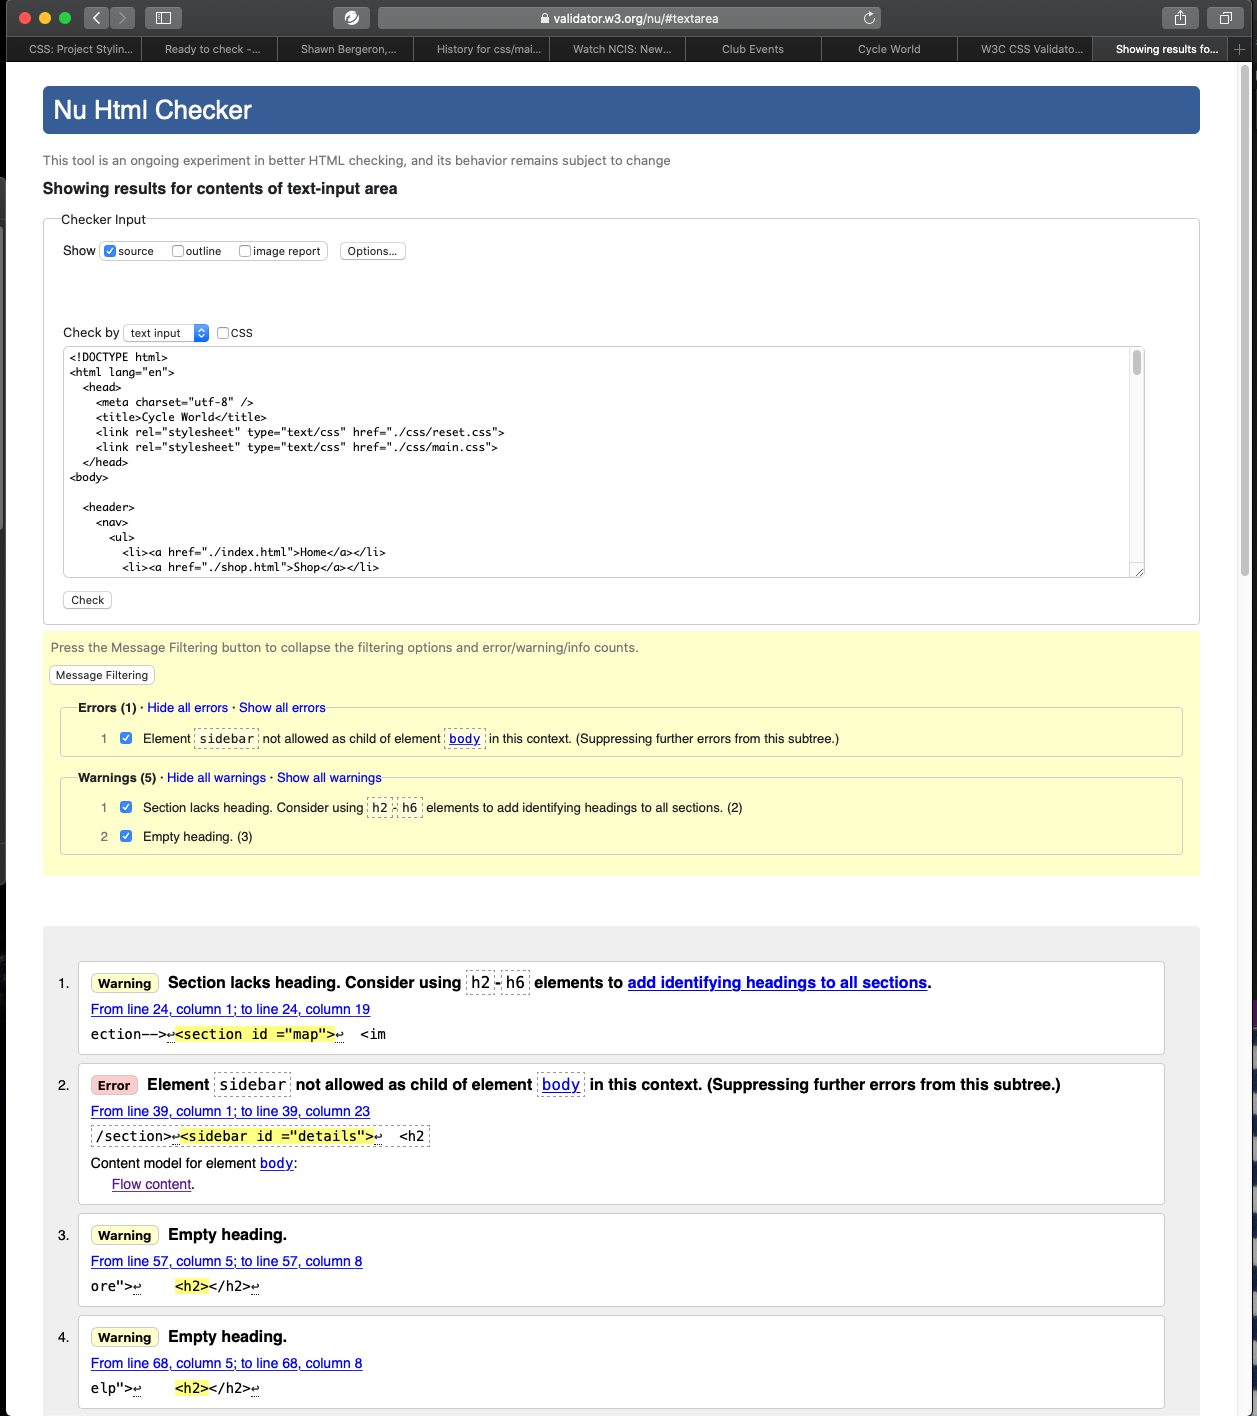 validator.w3.org/nu/#textarea
CSS: Project Stylin... Ready to check -... Shawn Bergeron,... History for css/mai... Watch NCIS: New... Club Events Cycle World W3C CSS Validato... Showing results fo...
Nu Html Checker
This tool is an ongoing experiment in better HTML checking, and its behavior remains subject to change
Showing results for contents of text-input area
Checker Input
Show source outline image report Options...
Check by text input CSS
<!DOCTYPE html>
<html lang="en">
<head>
<meta charset="utf-8" />
<title>Cycle World</title>
<link rel="stylesheet" type="text/css" href="./css/reset.css">
<link rel="stylesheet" type="text/css" href="./css/main.css">
</head>
<body>
<header>
<nav>
<ul>
<li><a href="./index.html">Home</a></li>
<li><a href="./shop.html">Shop</a></li>
Check
Press the Message Filtering button to collapse the filtering options and error/warning/info counts.
Message Filtering
Errors (1) · Hide all errors · Show all errors
1 Element sidebar not allowed as child of element body in this context. (Suppressing further errors from this subtree.)
Warnings (5) · Hide all warnings · Show all warnings
1 Section lacks heading. Consider using h2-h6 elements to add identifying headings to all sections. (2)
2 Empty heading. (3)
1. Warning Section lacks heading. Consider using h2-h6 elements to add identifying headings to all sections.
From line 24, column 1; to line 24, column 19
ection-->↩<section id ="map">↩ <im
2. Error Element sidebar not allowed as child of element body in this context. (Suppressing further errors from this subtree.)
From line 39, column 1; to line 39, column 23
/section>↩<sidebar id ="details">↩ <h2
Content model for element body:
Flow content.
3. Warning Empty heading.
From line 57, column 5; to line 57, column 8
ore">↩ <h2></h2>↩
4. Warning Empty heading.
From line 68, column 5; to line 68, column 8
elp">↩ <h2></h2>↩